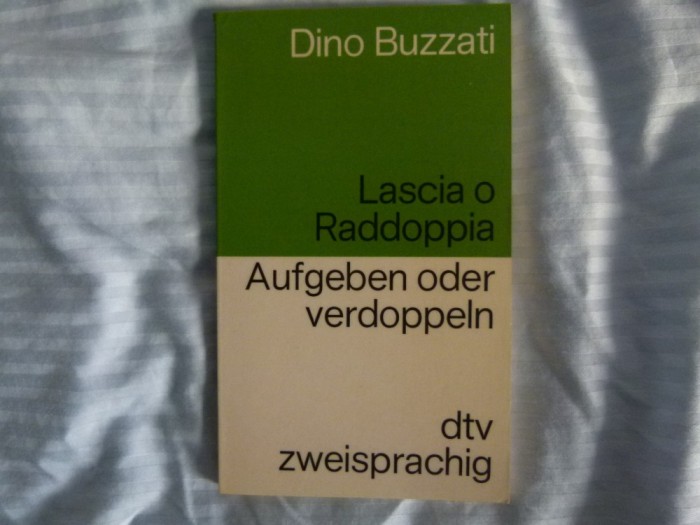 Dino Buzzati
Lascia o
Raddoppia
Aufgeben oder
verdoppeln
dtv
zweisprachig